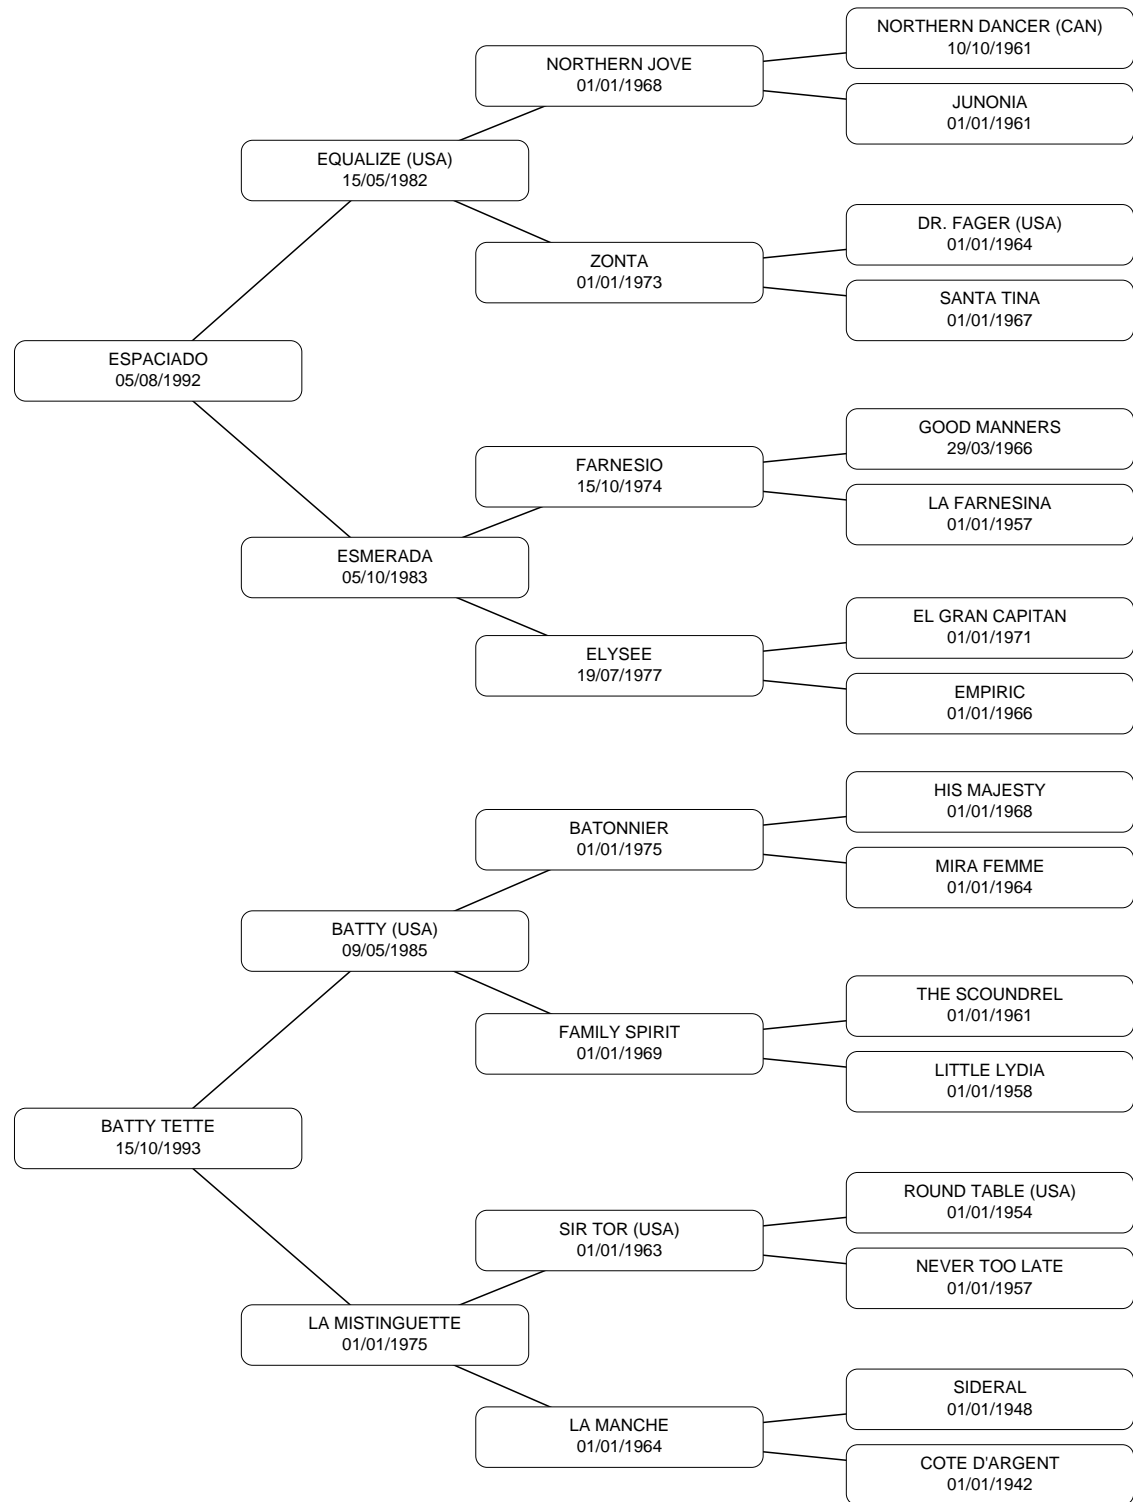 NORTHERN DANCER (CAN)
10/10/1961
NORTHERN JOVE
01/01/1968
JUNONIA
01/01/1961
EQUALIZE (USA)
15/05/1982
DR. FAGER (USA)
01/01/1964
ZONTA
01/01/1973
SANTA TINA
01/01/1967
ESPACIADO
05/08/1992
GOOD MANNERS
29/03/1966
FARNESIO
15/10/1974
LA FARNESINA
01/01/1957
ESMERADA
05/10/1983
EL GRAN CAPITAN
01/01/1971
ELYSEE
19/07/1977
EMPIRIC
01/01/1966
HIS MAJESTY
01/01/1968
BATONNIER
01/01/1975
MIRA FEMME
01/01/1964
BATTY (USA)
09/05/1985
THE SCOUNDREL
01/01/1961
FAMILY SPIRIT
01/01/1969
LITTLE LYDIA
01/01/1958
BATTY TETTE
15/10/1993
ROUND TABLE (USA)
01/01/1954
SIR TOR (USA)
01/01/1963
NEVER TOO LATE
01/01/1957
LA MISTINGUETTE
01/01/1975
SIDERAL
01/01/1948
LA MANCHE
01/01/1964
COTE D'ARGENT
01/01/1942